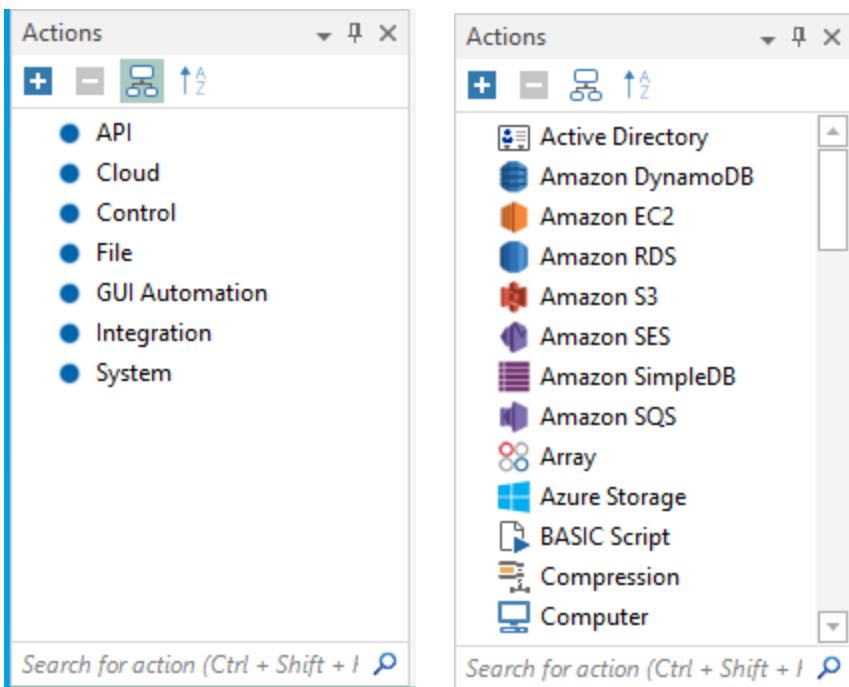 Actions
A
Z
API
Cloud
Control
File
GUI Automation
Integration
System
Search for action (Ctrl + Shift +
Actions
A
Z
Active Directory
Amazon DynamoDB
Amazon EC2
Amazon RDS
Amazon S3
Amazon SES
Amazon SimpleDB
Amazon SQS
Array
Azure Storage
BASIC Script
Compression
Computer
Search for action (Ctrl + Shift +